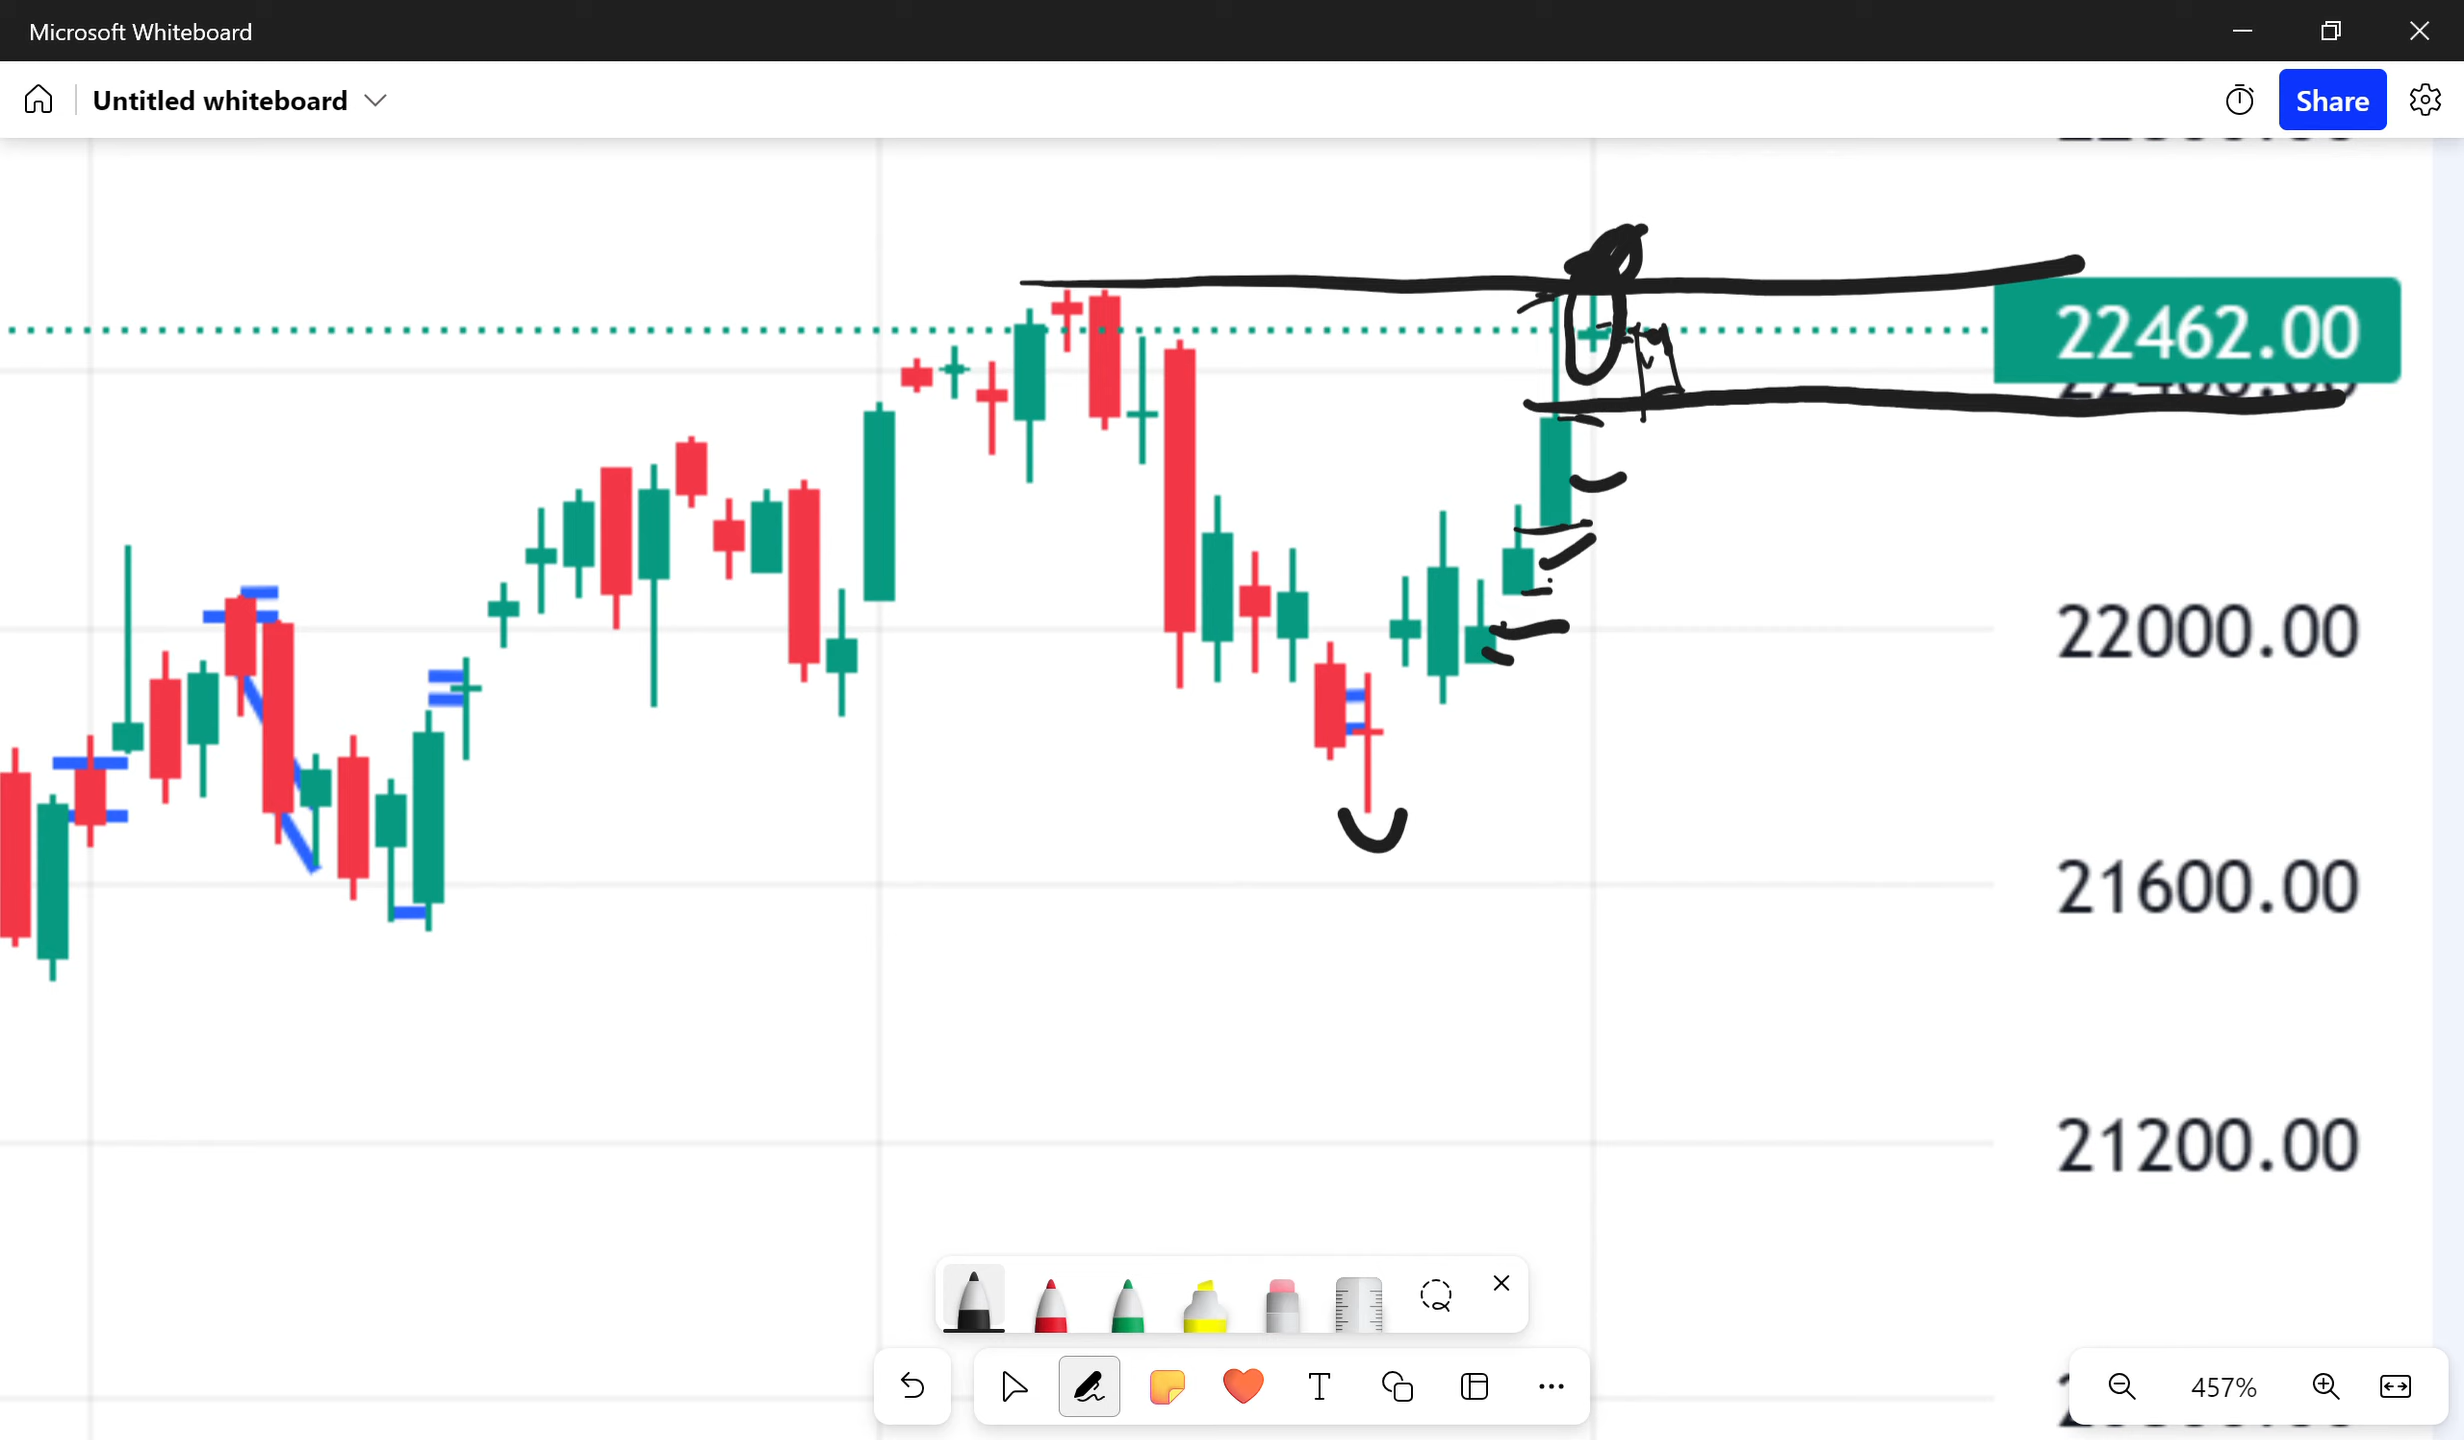 Microsoft Whiteboard
Untitled whiteboard
Share
22462.00
22000.00
21600.00
21200.00
T
457%